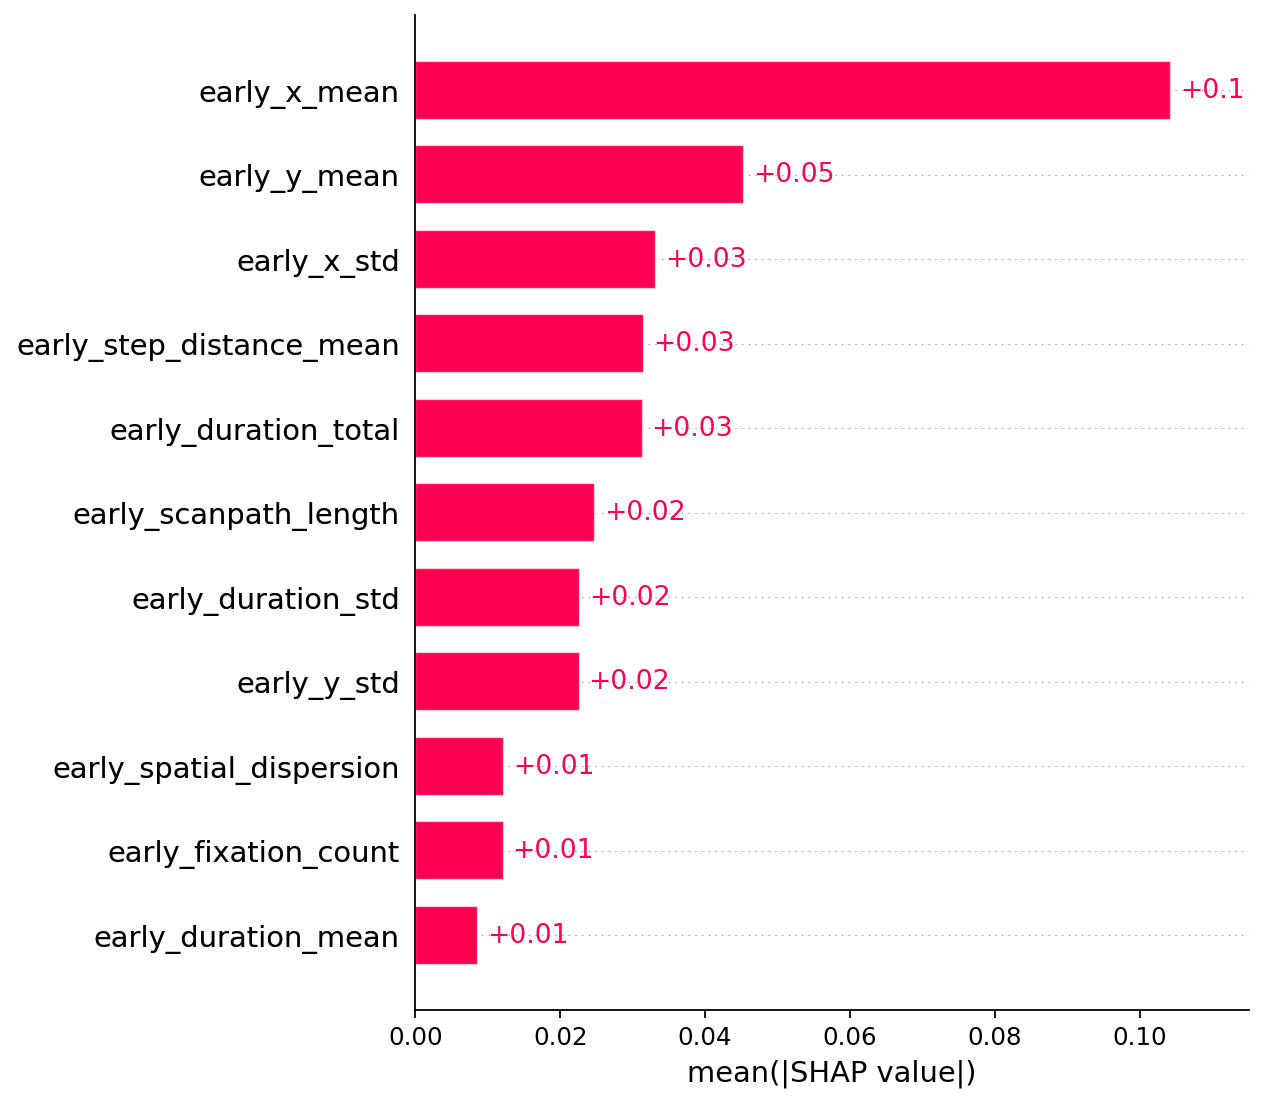 early_x_mean +0.1
early_y_mean +0.05
early_x_std +0.03
early_step_distance_mean +0.03
early_duration_total +0.03
early_scanpath_length +0.02
early_duration_std +0.02
early_y_std +0.02
early_spatial_dispersion +0.01
early_fixation_count +0.01
early_duration_mean +0.01
0.00 0.02 0.04 0.06 0.08 0.10
mean(|SHAP value|)